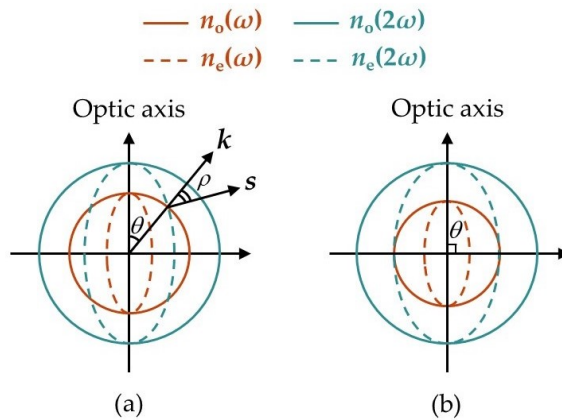 n_o(ω) n_o(2ω)
n_e(ω) n_e(2ω)
Optic axis Optic axis
k
ρ s
θ θ
(a) (b)